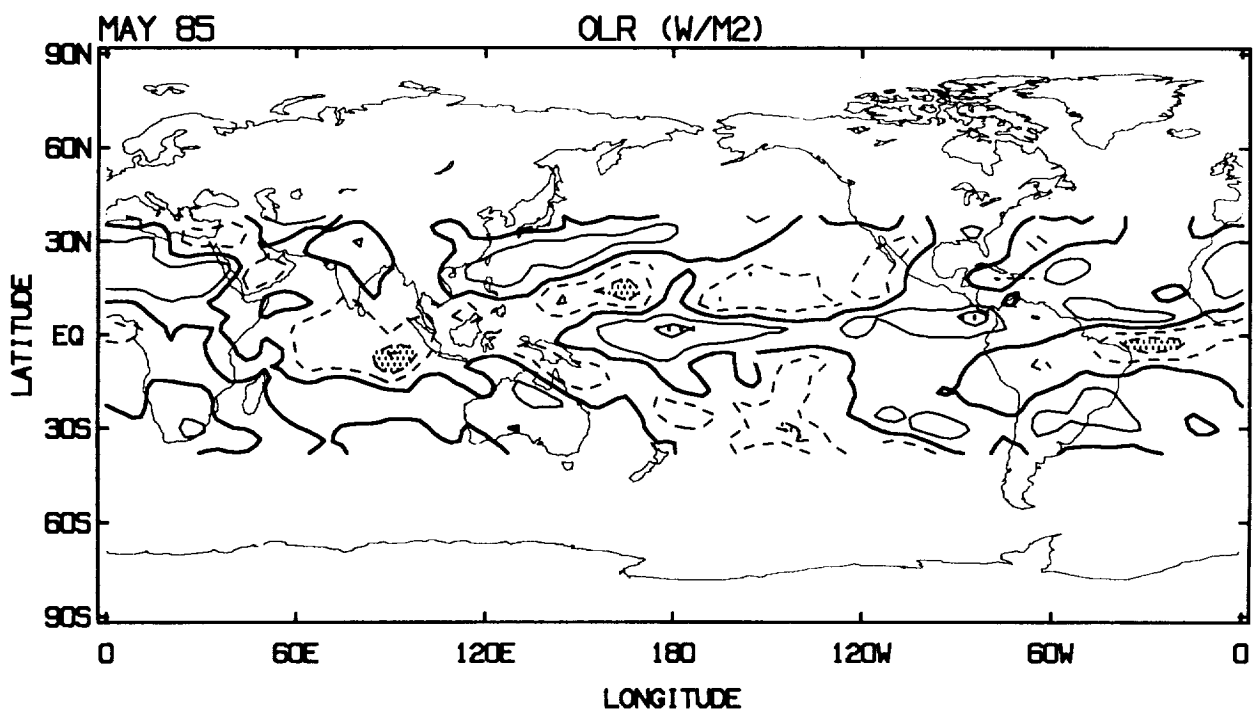 MAY 85 OLR (W/M2)
90N
60N
30N
EQ
30S
60S
90S
LATITUDE
0 60E 120E 180 120W 60W 0
LONGITUDE